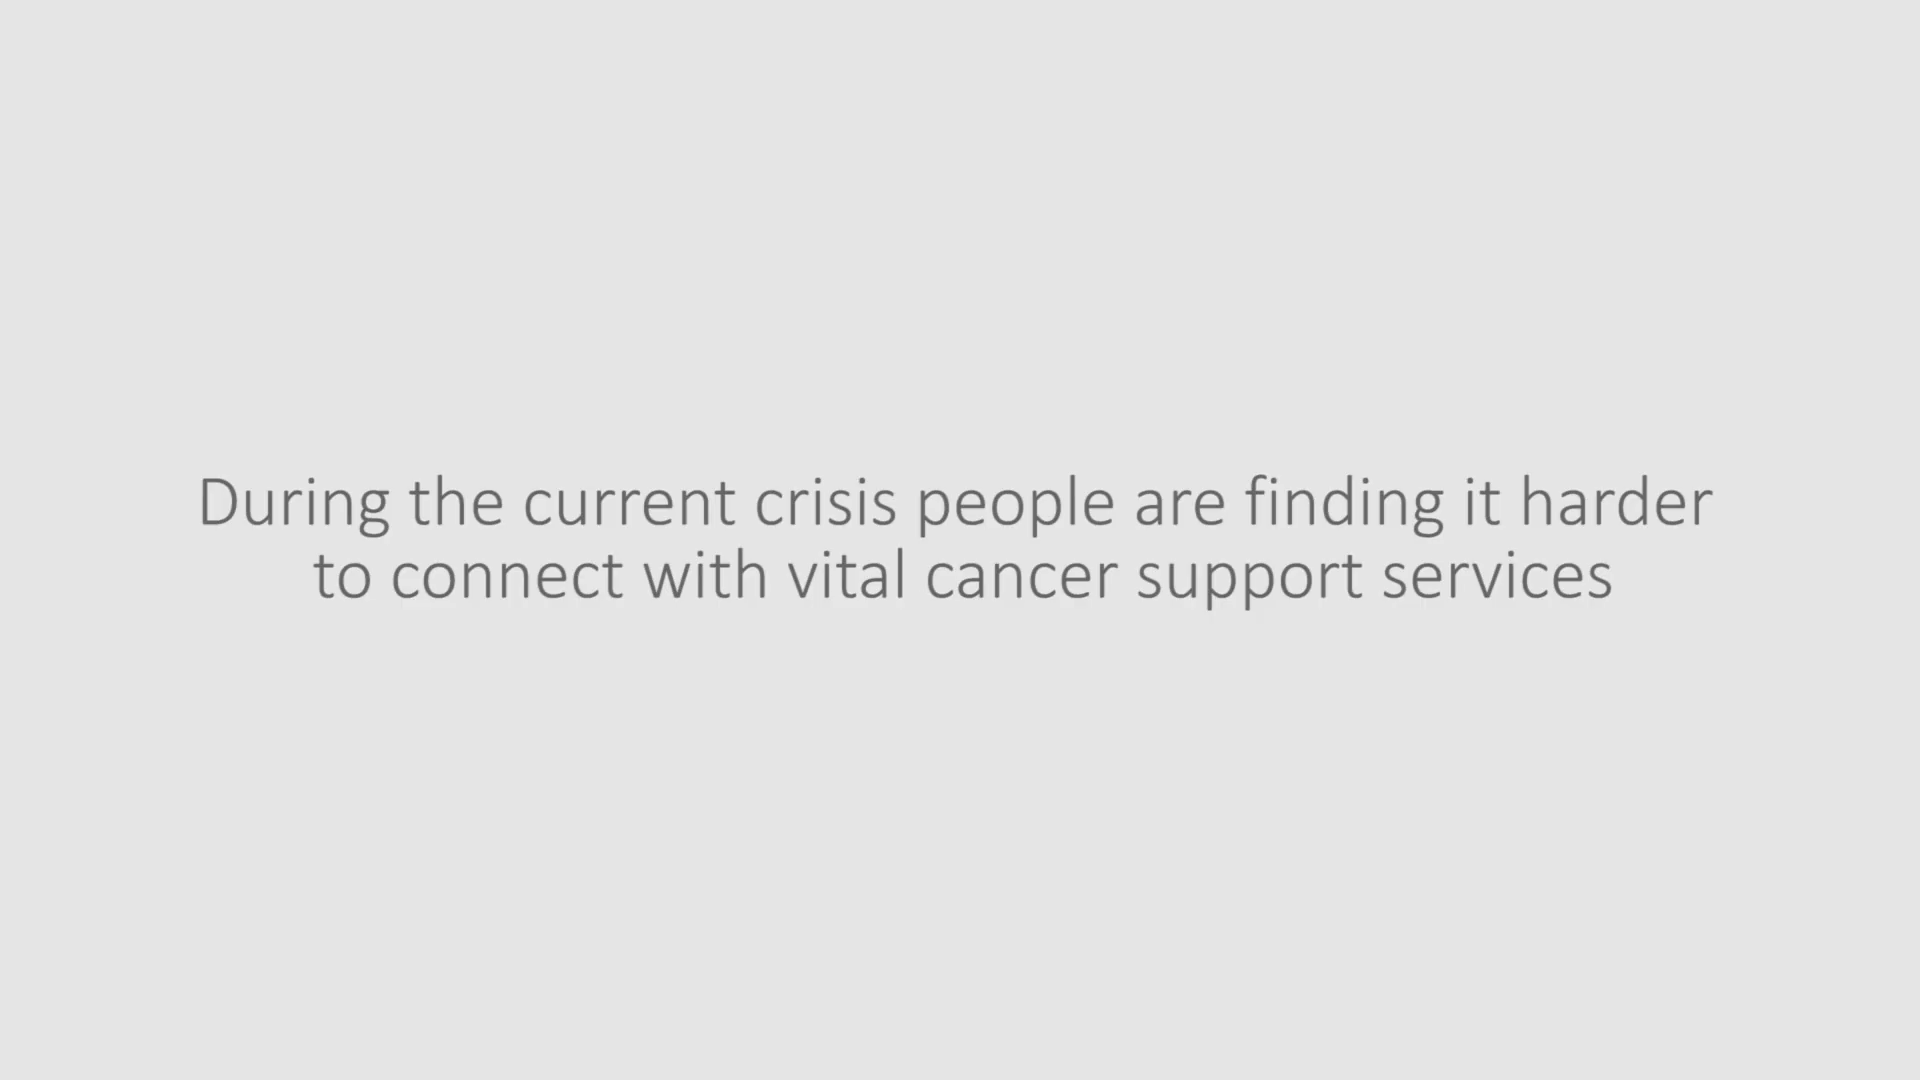 During the current crisis people are finding it harder
to connect with vital cancer support services